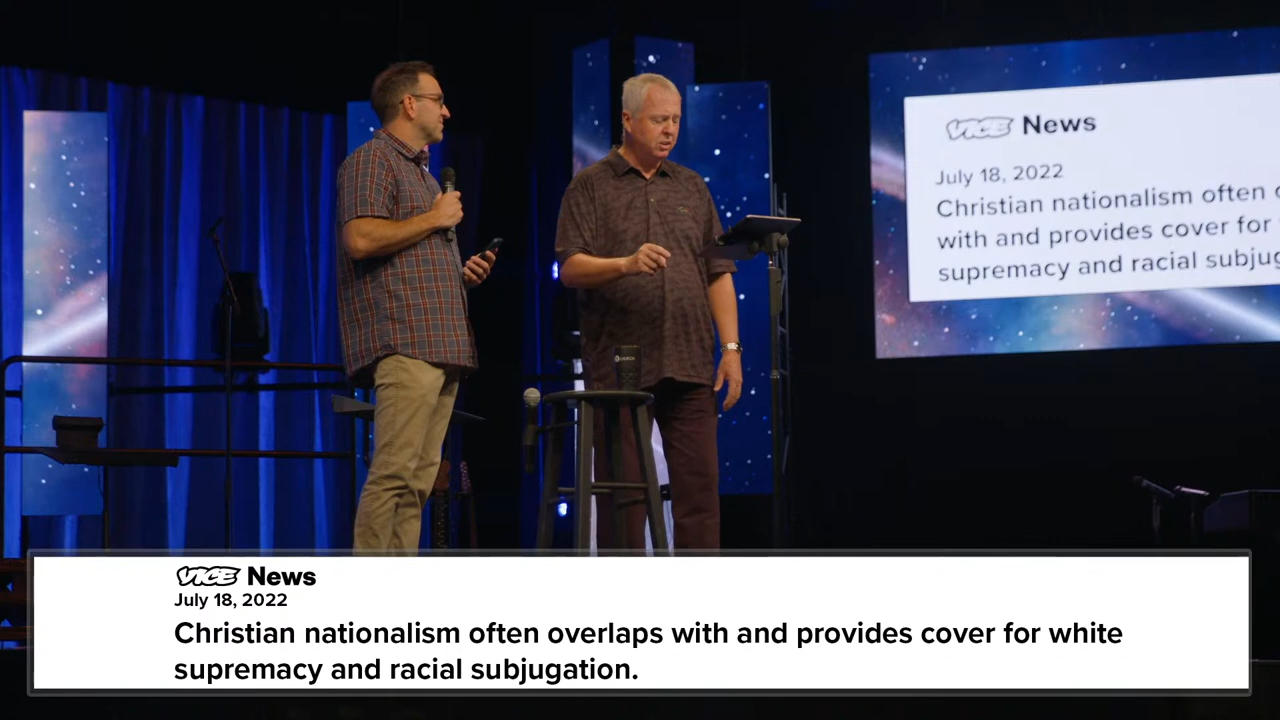 VICE News
July 18, 2022
Christian nationalism often
with and provides cover for
supremacy and racial subjug
VICE News
July 18, 2022
Christian nationalism often overlaps with and provides cover for white
supremacy and racial subjugation.